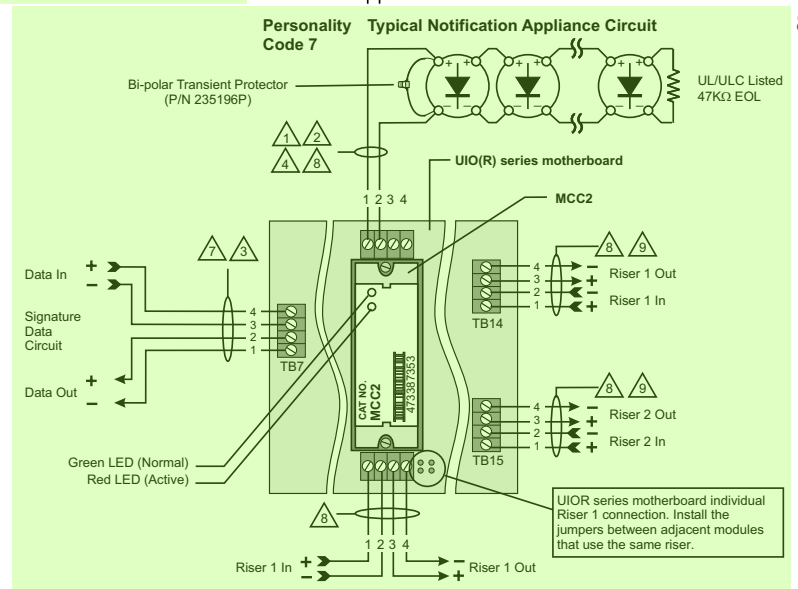 Personality Typical Notification Appliance Circuit
Code 7
Bi-polar Transient Protector
(P/N 235196P)
UL/ULC Listed
47KΩ EOL
+ + + + + +
– – – – – –
1 2
4 8
UIO(R) series motherboard
1 2 3 4
MCC2
7 3
8 9
Data In + –
Signature
Data
Circuit
Data Out + –
4
3
2
1
TB7
4 –
3 +
2 –
1 +
Riser 1 Out
Riser 1 In
TB14
CAT NO.
MCC2
473387353
8 9
4 –
3 +
2 –
1 +
Riser 2 Out
Riser 2 In
TB15
Green LED (Normal)
Red LED (Active)
UIOR series motherboard individual
Riser 1 connection. Install the
jumpers between adjacent modules
that use the same riser.
8
1 2 3 4
Riser 1 In + –
– + Riser 1 Out